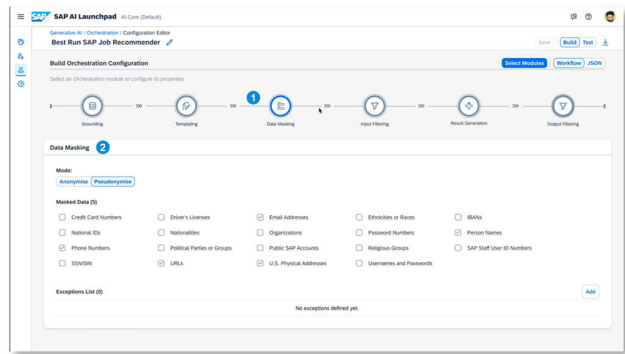 SAP SAP AI Launchpad AI Core (Default)
Generative AI / Orchestration / Configuration Editor
Best Run SAP Job Recommender
Save Build Test
Build Orchestration Configuration
Select Modules Workflow JSON
Select an Orchestration module to configure its properties.
1
Grounding Templating Data Masking Input Filtering Result Generation Output Filtering
Data Masking 2
Mode:
Anonymise Pseudonymise
Masked Data (5)
Credit Card Numbers Driver's Licenses Email Addresses Ethnicities or Races IBANs
National IDs Nationalities Organizations Password Numbers Person Names
Phone Numbers Political Parties or Groups Public SAP Accounts Religious Groups SAP Staff User ID Numbers
SSN/SIN URLs U.S. Physical Addresses Usernames and Passwords
Exceptions List (0) Add
No exceptions defined yet.